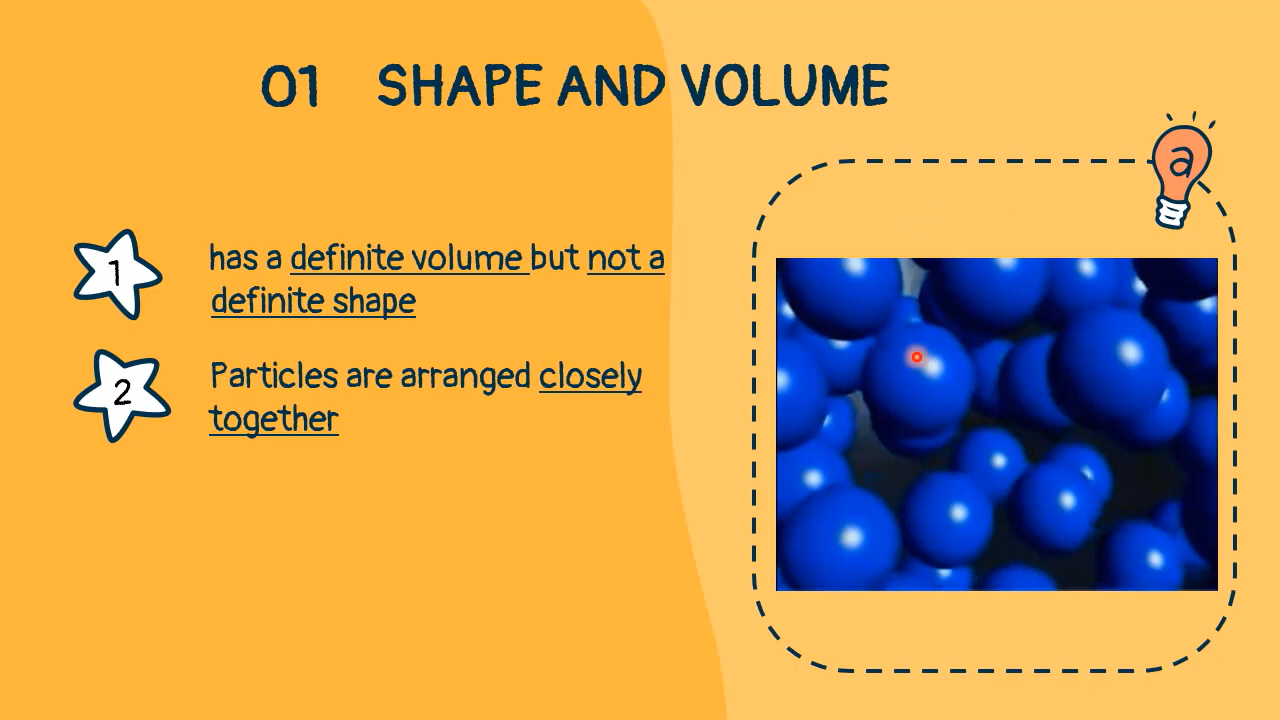 01 SHAPE AND VOLUME
a
1
has a definite volume but not a
definite shape
2
Particles are arranged closely
together